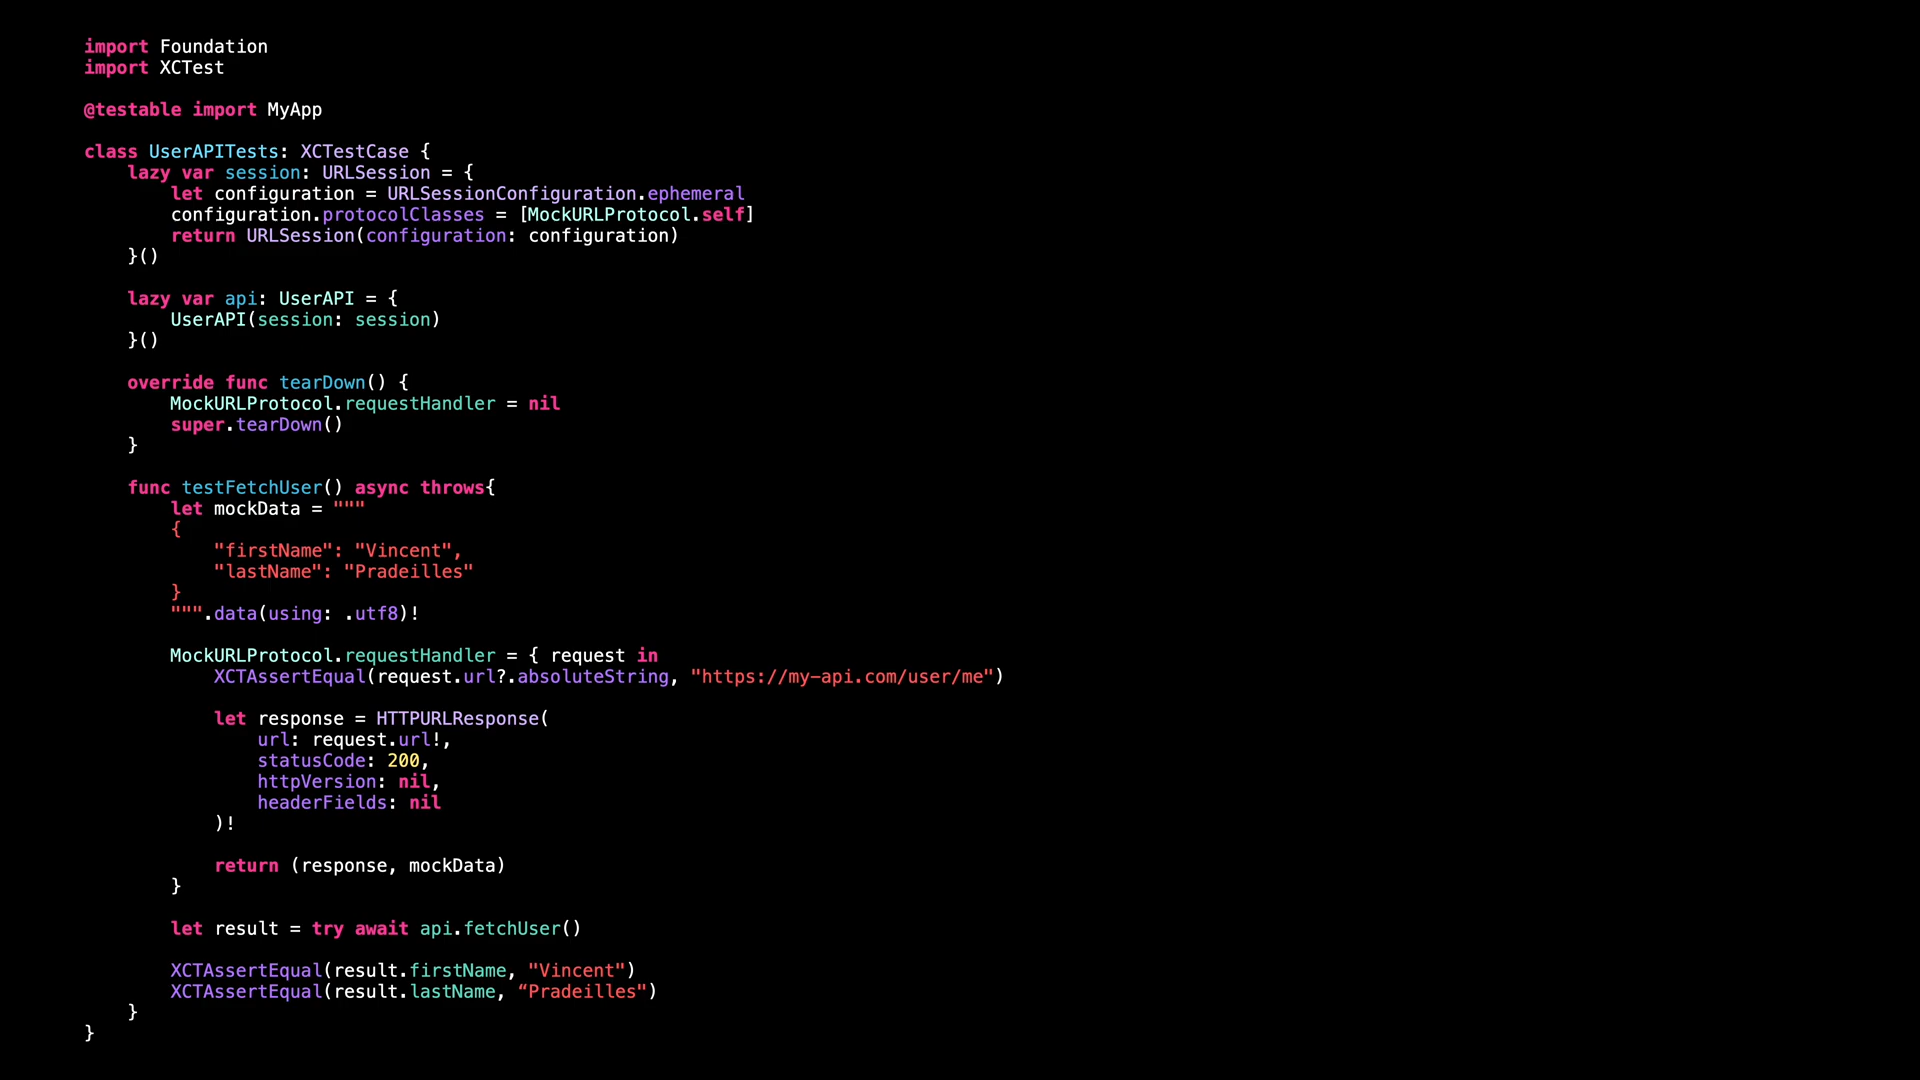 import Foundation
import XCTest
@testable import MyApp
class UserAPITests: XCTestCase {
    lazy var session: URLSession = {
        let configuration = URLSessionConfiguration.ephemeral
        configuration.protocolClasses = [MockURLProtocol.self]
        return URLSession(configuration: configuration)
    }()
    lazy var api: UserAPI = {
        UserAPI(session: session)
    }()
    override func tearDown() {
        MockURLProtocol.requestHandler = nil
        super.tearDown()
    }
    func testFetchUser() async throws{
        let mockData = """
        {
            "firstName": "Vincent",
            "lastName": "Pradeilles"
        }
        """.data(using: .utf8)!
        MockURLProtocol.requestHandler = { request in
            XCTAssertEqual(request.url?.absoluteString, "https://my-api.com/user/me")
            let response = HTTPURLResponse(
                url: request.url!,
                statusCode: 200,
                httpVersion: nil,
                headerFields: nil
            )!
            return (response, mockData)
        }
        let result = try await api.fetchUser()
        XCTAssertEqual(result.firstName, "Vincent")
        XCTAssertEqual(result.lastName, “Pradeilles")
    }
}